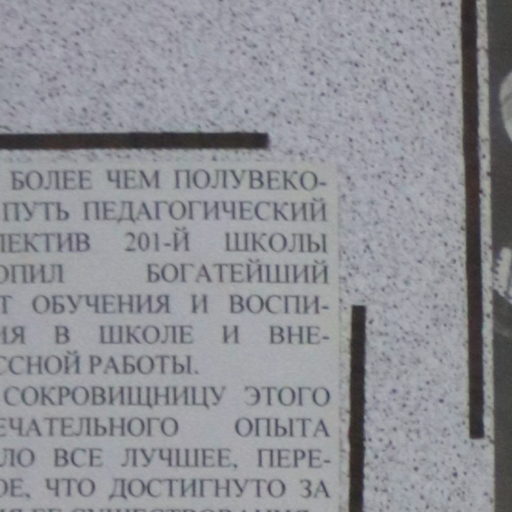 БОЛЕЕ ЧЕМ ПОЛУВЕКО-
ПУТЬ ПЕДАГОГИЧЕСКИЙ
ЛЕКТИВ 201-Й ШКОЛЫ
ОПИЛ БОГАТЕЙШИЙ
Т ОБУЧЕНИЯ И ВОСПИ-
ИЯ В ШКОЛЕ И ВНЕ-
ССНОЙ РАБОТЫ.
СОКРОВИЩНИЦУ ЭТОГО
ЕЧАТЕЛЬНОГО ОПЫТА
ЛО ВСЕ ЛУЧШЕЕ, ПЕРЕ-
ОЕ, ЧТО ДОСТИГНУТО ЗА